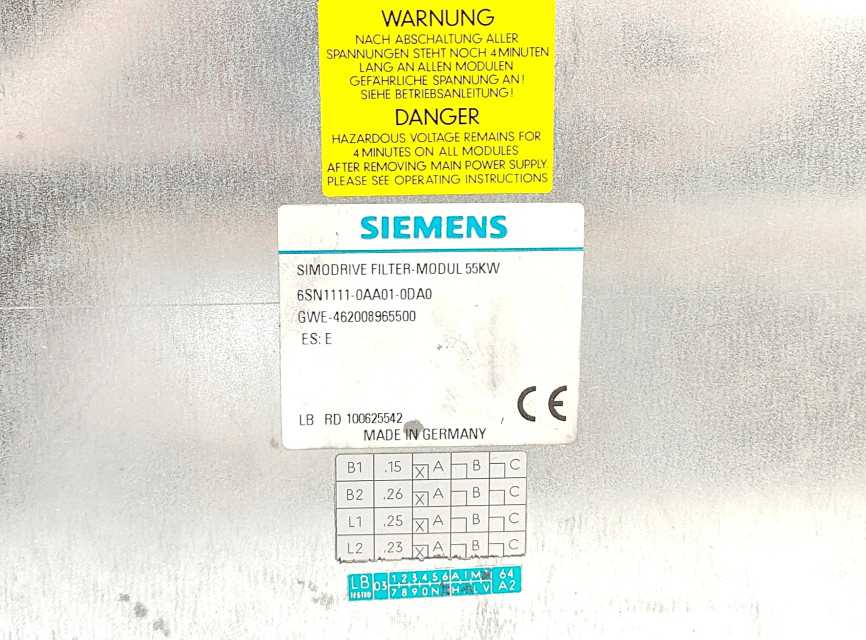 WARNUNG
NACH ABSCHALTUNG ALLER
SPANNUNGEN STEHT NOCH 4 MINUTEN
LANG AN ALLEN MODULEN
GEFÄHRLICHE SPANNUNG AN!
SIEHE BETRIEBSANLEITUNG!
DANGER
HAZARDOUS VOLTAGE REMAINS FOR
4 MINUTES ON ALL MODULES
AFTER REMOVING MAIN POWER SUPPLY.
PLEASE SEE OPERATING INSTRUCTIONS
SIEMENS
SIMODRIVE FILTER-MODUL 55KW
6SN1111-0AA01-0DA0
GWE-462008965500
ES: E
CE
LB RD 100625542
MADE IN GERMANY
B1 .15 X A B C
B2 .26 X A B C
L1 .25 X A B C
L2 .23 X A B C
LB 03 1 2 3 4 5 6 A I M 64
7 8 9 0 N H L V A2